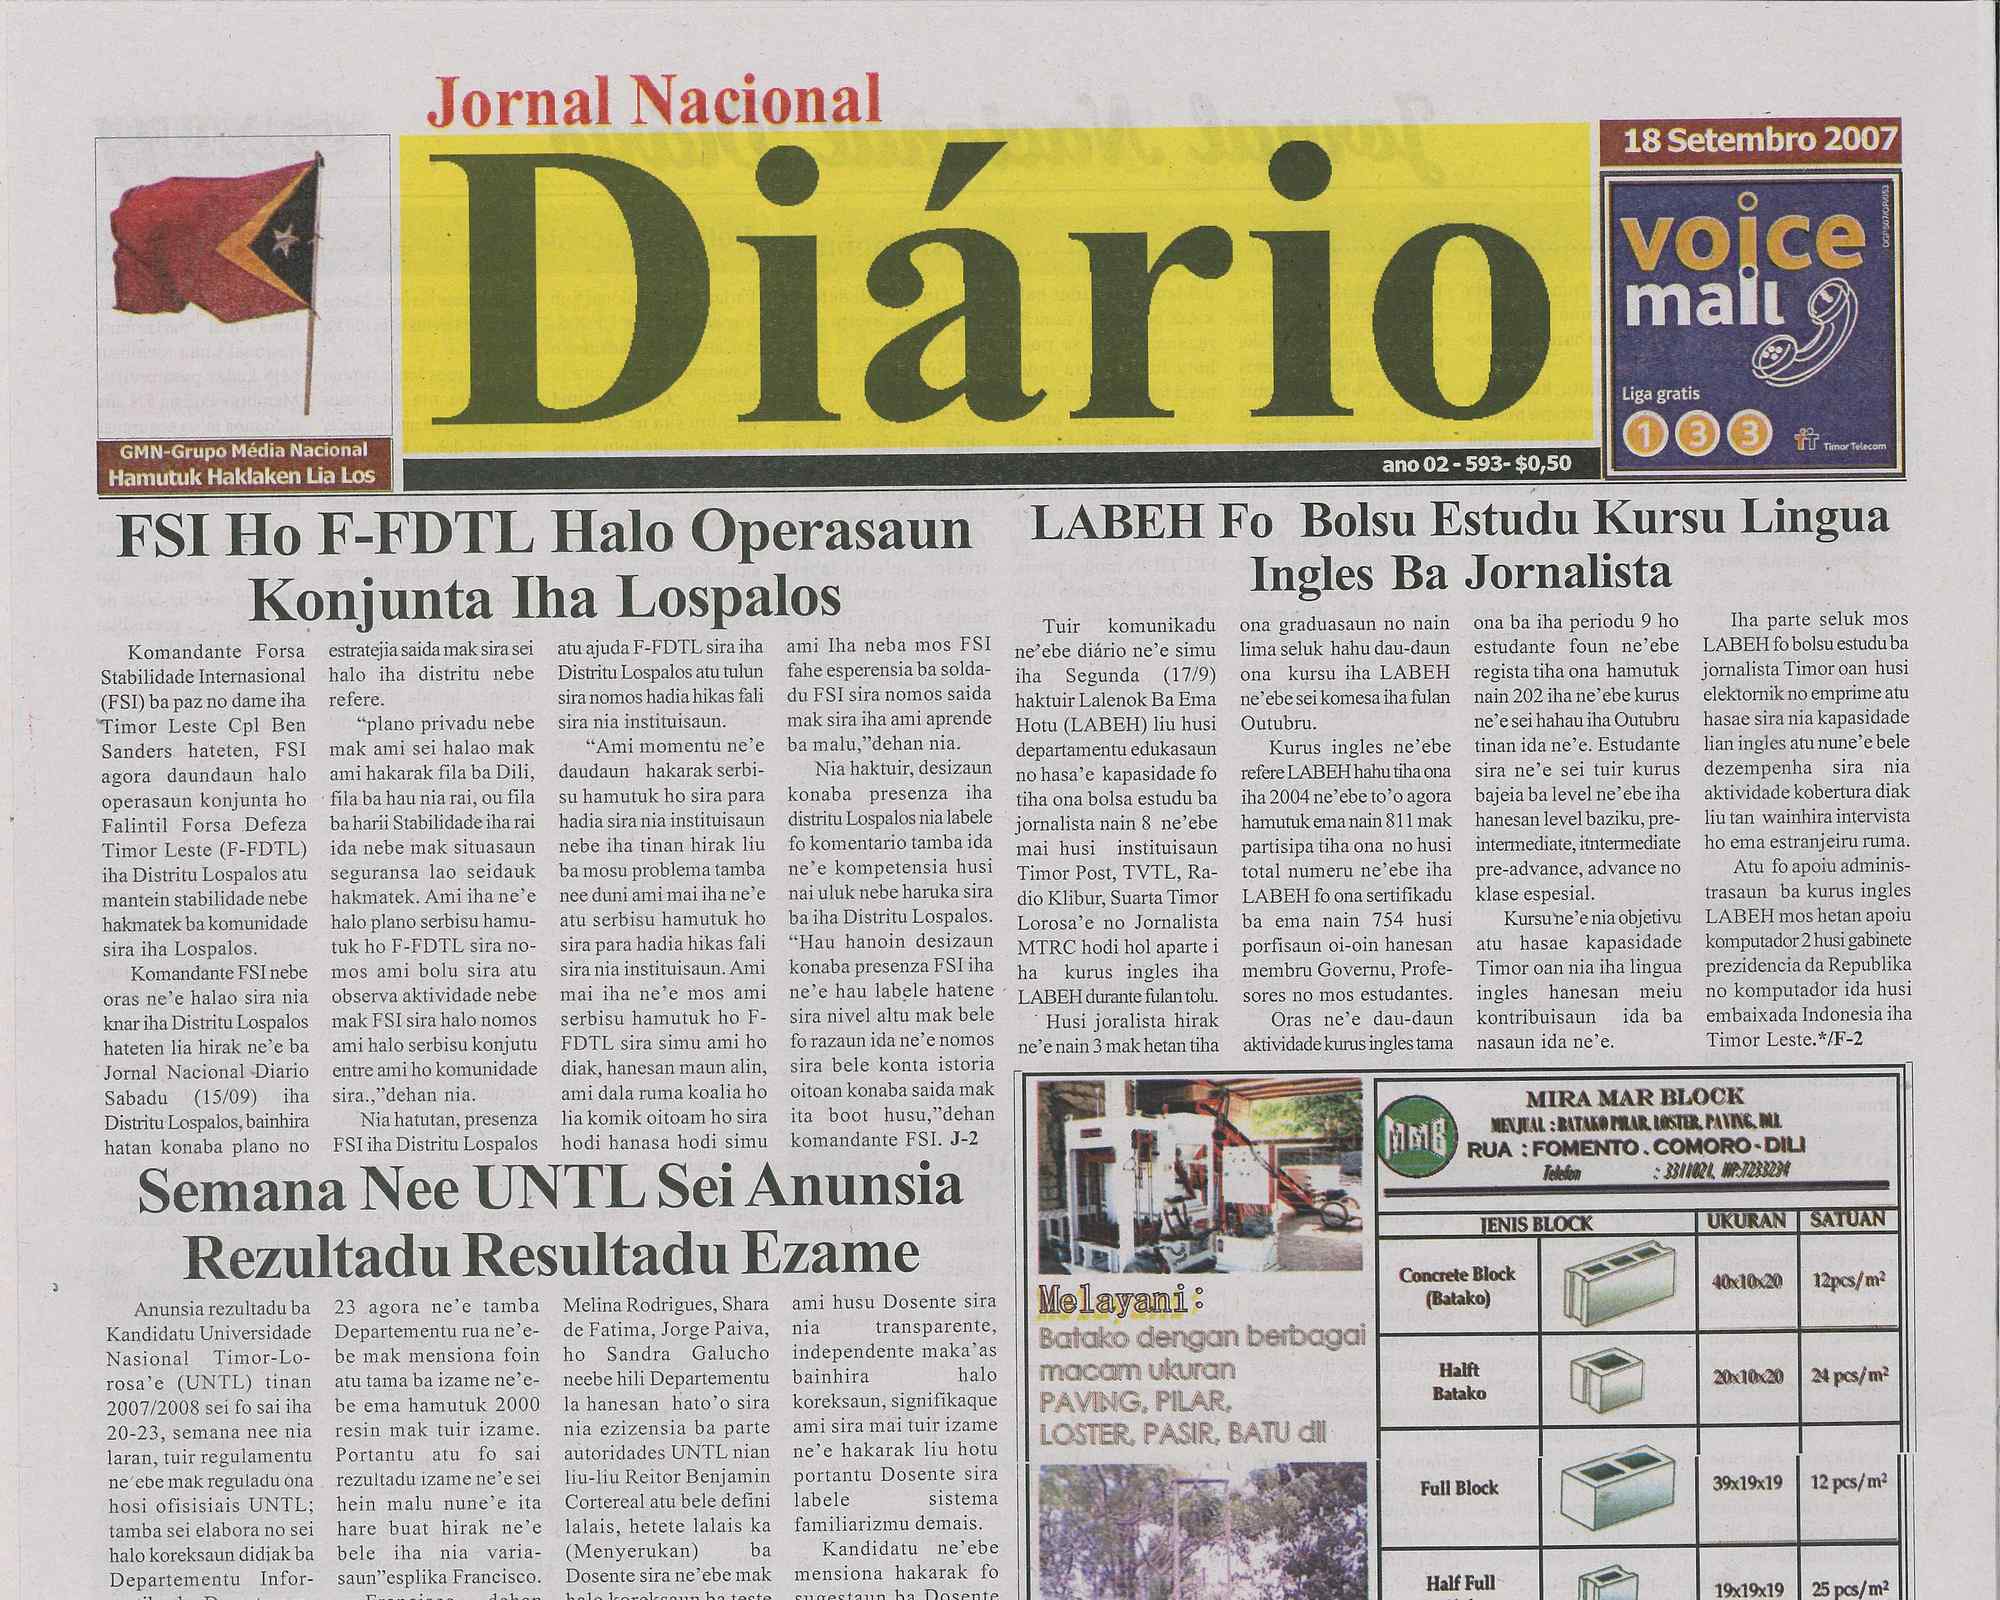 Jornal Nacional
Diário
GMN-Grupo Média Nacional
Hamutuk Haklaken Lia Los
ano 02 - 593- $0,50
18 Setembro 2007
voice
mail
Liga gratis
1 3 3
Timor Telecom
FSI Ho F-FDTL Halo Operasaun
Konjunta Iha Lospalos
Komandante Forsa
Stabilidade Internasional
(FSI) ba paz no dame iha
Timor Leste Cpl Ben
Sanders hateten, FSI
agora daundaun halo
operasaun konjunta ho
Falintil Forsa Defeza
Timor Leste (F-FDTL)
iha Distritu Lospalos atu
mantein stabilidade nebe
hakmatek ba komunidade
sira iha Lospalos.
Komandante FSI nebe
oras ne'e halao sira nia
knar iha Distritu Lospalos
hateten lia hirak ne'e ba
Jornal Nacional Diario
Sabadu (15/09) iha
Distritu Lospalos, bainhira
hatan konaba plano no
estratejia saida mak sira sei
halo iha distritu nebe
refere.
"plano privadu nebe
mak ami sei halao mak
ami hakarak fila ba Dili,
fila ba hau nia rai, ou fila
ba harii Stabilidade iha rai
ida nebe mak situasaun
seguransa lao seidauk
hakmatek. Ami iha ne'e
halo plano serbisu hamu-
tuk ho F-FDTL sira no-
mos ami bolu sira atu
observa aktividade nebe
mak FSI sira halo nomos
ami halo serbisu konjutu
entre ami ho komunidade
sira.,"dehan nia.
Nia hatutan, presenza
FSI iha Distritu Lospalos
atu ajuda F-FDTL sira iha
Distritu Lospalos atu tulun
sira nomos hadia hikas fali
sira nia instituisaun.
"Ami momentu ne'e
daudaun hakarak serbi-
su hamutuk ho sira para
hadia sira nia instituisaun
nebe iha tinan hirak liu
ba mosu problema tamba
nee duni ami mai iha ne'e
atu serbisu hamutuk ho
sira para hadia hikas fali
sira nia instituisaun. Ami
mai iha ne'e mos ami
serbisu hamutuk ho F-
FDTL sira simu ami ho
diak, hanesan maun alin,
ami dala ruma koalia ho
lia komik oitoam ho sira
hodi hanasa hodi simu
ami Iha neba mos FSI
fahe esperensia ba solda-
du FSI sira nomos saida
mak sira iha ami aprende
ba malu,"dehan nia.
Nia haktuir, desizaun
konaba presenza iha
distritu Lospalos nia labele
fo komentario tamba ida
ne'e kompetensia husi
nai uluk nebe haruka sira
ba iha Distritu Lospalos.
"Hau hanoin desizaun
konaba presenza FSI iha
ne'e hau labele hatene
sira nivel altu mak bele
fo razaun ida ne'e nomos
sira bele konta istoria
oitoan konaba saida mak
ita boot husu,"dehan
komandante FSI. J-2
LABEH Fo Bolsu Estudu Kursu Lingua
Ingles Ba Jornalista
Tuir komunikadu
ne'ebe diário ne'e simu
iha Segunda (17/9)
haktuir Lalenok Ba Ema
Hotu (LABEH) liu husi
departamentu edukasaun
no hasa'e kapasidade fo
tiha ona bolsa estudu ba
jornalista nain 8 ne'ebe
mai husi instituisaun
Timor Post, TVTL, Ra-
dio Klibur, Suarta Timor
Lorosa'e no Jornalista
MTRC hodi hol aparte i
ha kurus ingles iha
LABEH durante fulan tolu.
Husi joralista hirak
ne'e nain 3 mak hetan tiha
ona graduasaun no nain
lima seluk hahu dau-daun
ona kursu iha LABEH
ne'ebe sei komesa iha fulan
Outubru.
Kurus ingles ne'ebe
refere LABEH hahu tiha ona
iha 2004 ne'ebe to'o agora
hamutuk ema nain 811 mak
partisipa tiha ona no husi
total numeru ne'ebe iha
LABEH fo ona sertifikadu
ba ema nain 754 husi
porfisaun oi-oin hanesan
membru Governu, Profe-
sores no mos estudantes.
Oras ne'e dau-daun
aktividade kurus ingles tama
ona ba iha periodu 9 ho
estudante foun ne'ebe
regista tiha ona hamutuk
nain 202 iha ne'ebe kurus
ne'e sei hahau iha Outubru
tinan ida ne'e. Estudante
sira ne'e sei tuir kurus
bajeia ba level ne'ebe iha
hanesan level baziku, pre-
intermediate, itntermediate
pre-advance, advance no
klase espesial.
Kursu'ne'e nia objetivu
atu hasae kapasidade
Timor oan nia iha lingua
ingles hanesan meiu
kontribuisaun ida ba
nasaun ida ne'e.
Iha parte seluk mos
LABEH fo bolsu estudu ba
jornalista Timor oan husi
elektornik no emprime atu
hasae sira nia kapasidade
lian ingles atu nune'e bele
dezempenha sira nia
aktividade kobertura diak
liu tan wainhira intervista
ho ema estranjeiru ruma.
Atu fo apoiu adminis-
trasaun ba kurus ingles
LABEH mos hetan apoiu
komputador 2 husi gabinete
prezidencia da Republika
no komputador ida husi
embaixada Indonesia iha
Timor Leste.*/F-2
Semana Nee UNTL Sei Anunsia
Rezultadu Resultadu Ezame
Anunsia rezultadu ba
Kandidatu Universidade
Nasional Timor-Lo-
rosa'e (UNTL) tinan
2007/2008 sei fo sai iha
20-23, semana nee nia
laran, tuir regulamentu
ne'ebe mak reguladu ona
hosi ofisisiais UNTL;
tamba sei elabora no sei
halo koreksaun didiak ba
Departementu Infor-
23 agora ne'e tamba
Departementu rua ne'e-
be mak mensiona foin
atu tama ba izame ne'e-
be ema hamutuk 2000
resin mak tuir izame.
Portantu atu fo sai
rezultadu izame ne'e sei
hein malu nune'e ita
hare buat hirak ne'e
bele iha nia varia-
saun"esplika Francisco.
Francisco dehan
Melina Rodrigues, Shara
de Fatima, Jorge Paiva,
ho Sandra Galucho
neebe hili Departementu
la hanesan hato'o sira
nia ezizensia ba parte
autoridades UNTL nian
liu-liu Reitor Benjamin
Cortereal atu bele defini
lalais, hetete lalais ka
(Menyerukan) ba
Dosente sira ne'ebe mak
halo koreksaun ba teste
ami husu Dosente sira
nia transparente,
independente maka'as
bainhira halo
koreksaun, signifikaque
ami sira mai tuir izame
ne'e hakarak liu hotu
portantu Dosente sira
labele sistema
familiarizmu demais.
Kandidatu ne'ebe
mensiona hakarak fo
sugestaun ba Dosente
Melayani:
Batako dengan berbagai
macam ukuran
PAVING, PILAR,
LOSTER, PASIR, BATU dll
MMB
MIRA MAR BLOCK
MENJUAL : BATAKO PILAR, LOSTER, PAVING, DLL
RUA : FOMENTO . COMORO - DILI
Telefon : 3311021, HP:7233234
JENIS BLOCK UKURAN SATUAN
Concrete Block
(Batako) 40x10x20 12pcs/m²
Halft
Batako 20x10x20 24 pcs/m²
Full Block 39x19x19 12 pcs/m²
Half Full 19x19x19 25 pcs/m²